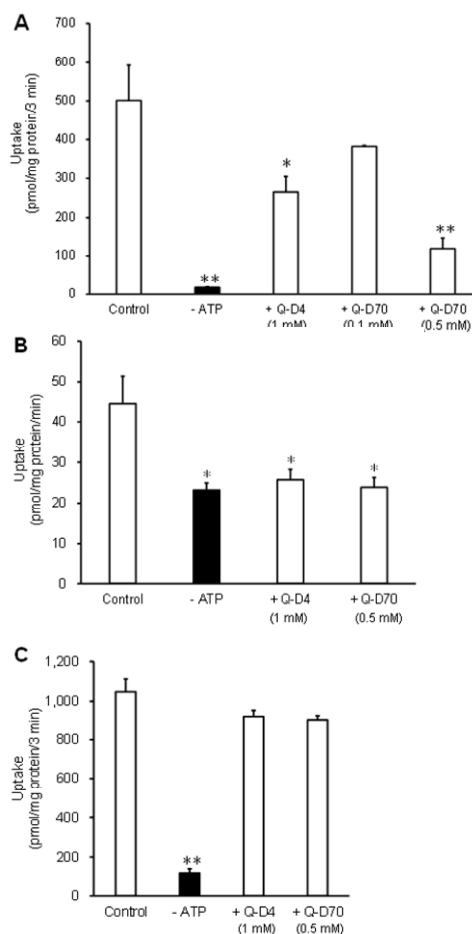 A
Uptake
(pmol/mg protein/3 min)
700
600
500
400
300
200
100
0
*
**
**
Control
- ATP
+ Q-D4
(1 mM)
+ Q-D70
(0.1 mM)
+ Q-D70
(0.5 mM)
B
Uptake
(pmol/mg protein/min)
60
50
40
30
20
10
0
*
*
*
Control
- ATP
+ Q-D4
(1 mM)
+ Q-D70
(0.5 mM)
C
Uptake
(pmol/mg protein/3 min)
1,200
1,000
800
600
400
200
0
**
Control
- ATP
+ Q-D4
(1 mM)
+ Q-D70
(0.5 mM)